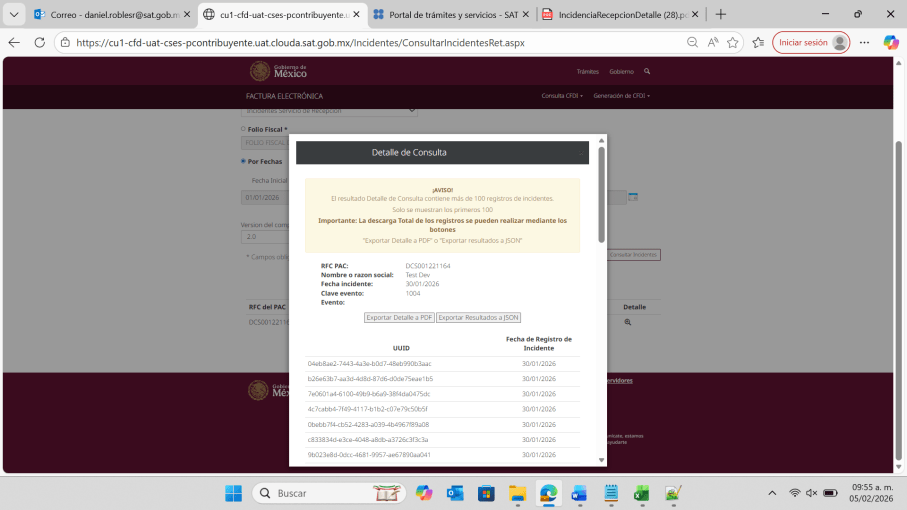 Correo - daniel.roblesr@sat.gob.m
cu1-cfd-uat-cses-pcontribuyente.
Portal de trámites y servicios - SAT
IncidenciaRecepcionDetalle (28).p
https://cu1-cfd-uat-cses-pcontribuyente.uat.clouda.sat.gob.mx/Incidentes/ConsultarIncidentesRet.aspx
Iniciar sesión
Gobierno de
México
Trámites
Gobierno
FACTURA ELECTRÓNICA
Consulta CFDI
Generación de CFDI
Incidentes Servicio de Recepción
Folio Fiscal *
FOLIO FISCAL
Por Fechas
Fecha Inicial
01/01/2026
Version del com
2.0
* Campos oblig
Consultar Incidentes
RFC del PAC
Detalle
DCS00122116
Detalle de Consulta
¡AVISO!
El resultado Detalle de Consulta contiene más de 100 registros de incidentes.
Solo se muestran los primeros 100
Importante: La descarga Total de los registros se pueden realizar mediante los
botones
"Exportar Detalle a PDF" o "Exportar resultados a JSON"
RFC PAC: DCS001221164
Nombre o razon social: Test Dev
Fecha incidente: 30/01/2026
Clave evento: 1004
Evento:
Exportar Detalle a PDF Exportar Resultados a JSON
UUID Fecha de Registro de
Incidente
04eb8ae2-7443-4a3e-b0d7-48eb990b3aac 30/01/2026
b26e63b7-aa3d-4d8d-87d6-d0de75eae1b5 30/01/2026
7e0601a4-6100-49b9-b6a9-38f4da0475dc 30/01/2026
4c7cabb4-7f49-4117-b1b2-c07e79c50b5f 30/01/2026
0bebb7f4-cb52-4283-a039-4b4967f89a08 30/01/2026
c833834d-e3ce-4048-a8db-a3726c3f3c3a 30/01/2026
9b023e8d-0dcc-4681-9957-ae67890aa041 30/01/2026
Gobi
Mé
ervidores
Buscar
09:55 a. m.
05/02/2026